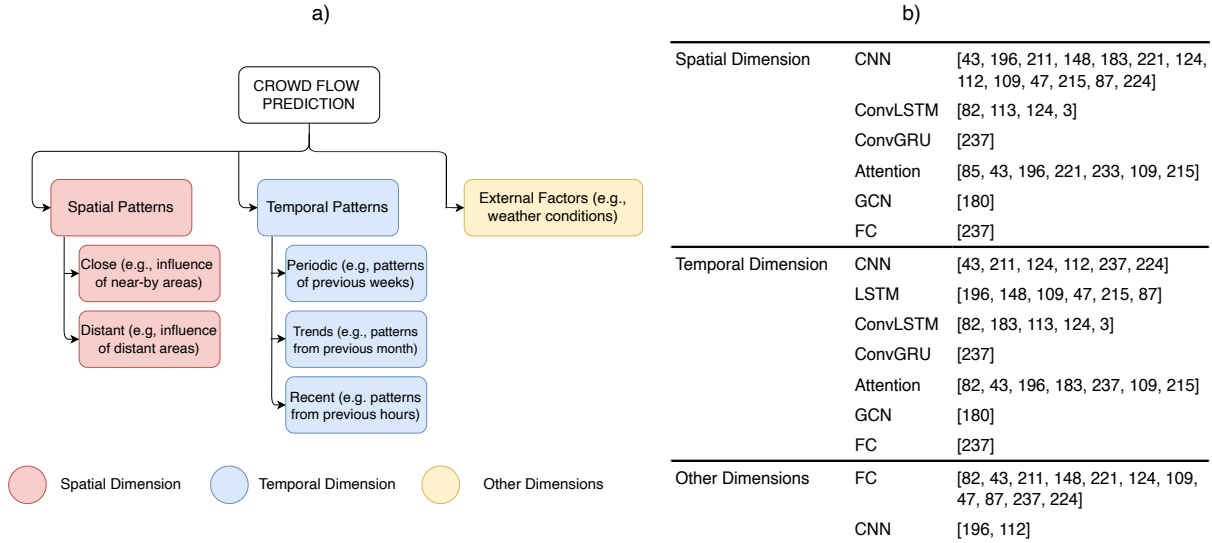 a)
CROWD FLOW
PREDICTION
Spatial Patterns
Temporal Patterns
External Factors (e.g.,
weather conditions)
Close (e.g., influence
of near-by areas)
Periodic (e.g, patterns
of previous weeks)
Distant (e.g, influence
of distant areas)
Trends (e.g., patterns
from previous month)
Recent (e.g. patterns
from previous hours)
Spatial Dimension
Temporal Dimension
Other Dimensions
b)
Spatial Dimension CNN [43, 196, 211, 148, 183, 221, 124,
112, 109, 47, 215, 87, 224]
ConvLSTM [82, 113, 124, 3]
ConvGRU [237]
Attention [85, 43, 196, 221, 233, 109, 215]
GCN [180]
FC [237]
Temporal Dimension CNN [43, 211, 124, 112, 237, 224]
LSTM [196, 148, 109, 47, 215, 87]
ConvLSTM [82, 183, 113, 124, 3]
ConvGRU [237]
Attention [82, 43, 196, 183, 237, 109, 215]
GCN [180]
FC [237]
Other Dimensions FC [82, 43, 211, 148, 221, 124, 109,
47, 87, 237, 224]
CNN [196, 112]